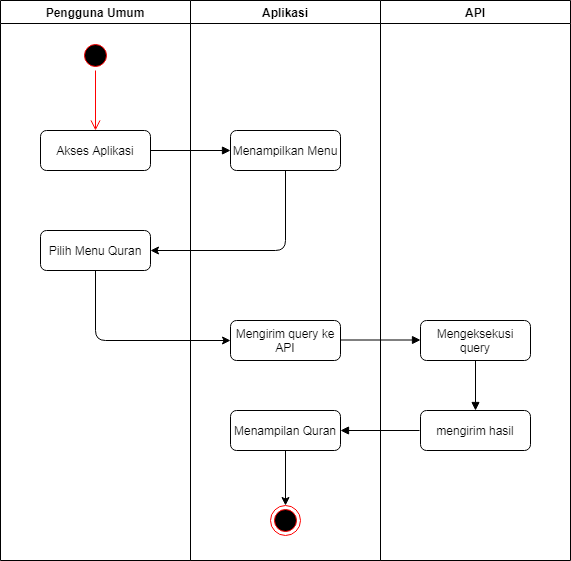 Pengguna Umum
Aplikasi
API
Akses Aplikasi
Menampilkan Menu
Pilih Menu Quran
Mengirim query ke
API
Mengeksekusi
query
Menampilan Quran
mengirim hasil